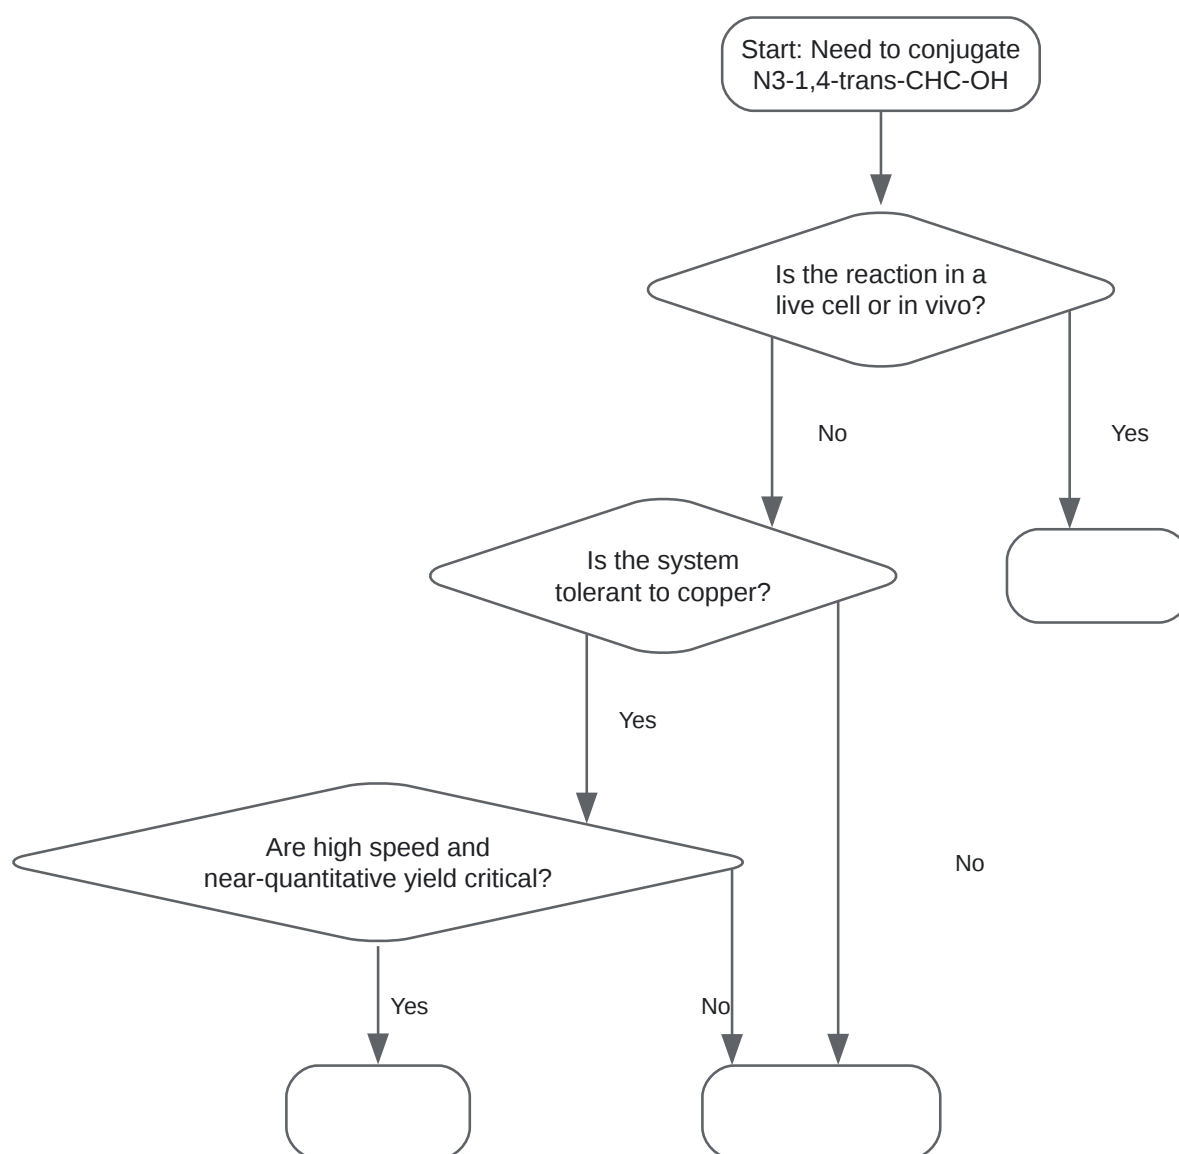 Start: Need to conjugate
N3-1,4-trans-CHC-OH
Is the reaction in a
live cell or in vivo?
No
Yes
Is the system
tolerant to copper?
Yes
Are high speed and
near-quantitative yield critical?
No
Yes
No